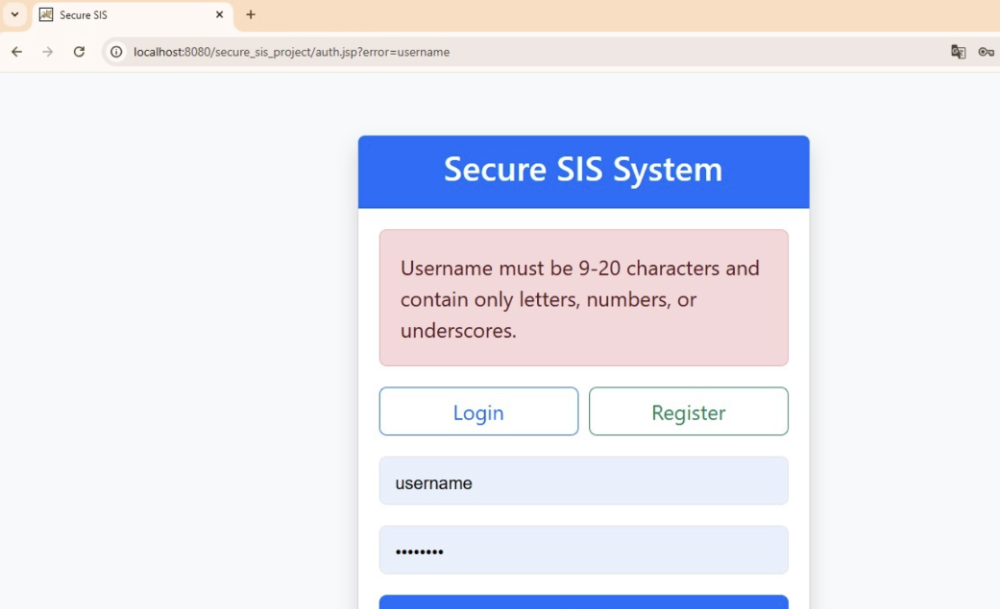 Secure SIS
localhost:8080/secure_sis_project/auth.jsp?error=username
Secure SIS System
Username must be 9-20 characters and
contain only letters, numbers, or
underscores.
Login Register
username
••••••••